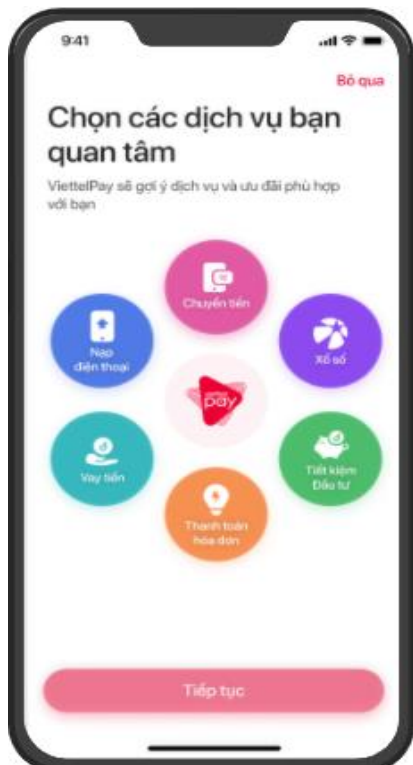 9:41
Bỏ qua
Chọn các dịch vụ bạn
quan tâm
ViettelPay sẽ gợi ý dịch vụ và ưu đãi phù hợp
với bạn
Chuyển tiền
Nạp
điện thoại
Xổ số
pay
Vay tiền
Tiết kiệm
Đầu tư
Thanh toán
hóa đơn
Tiếp tục